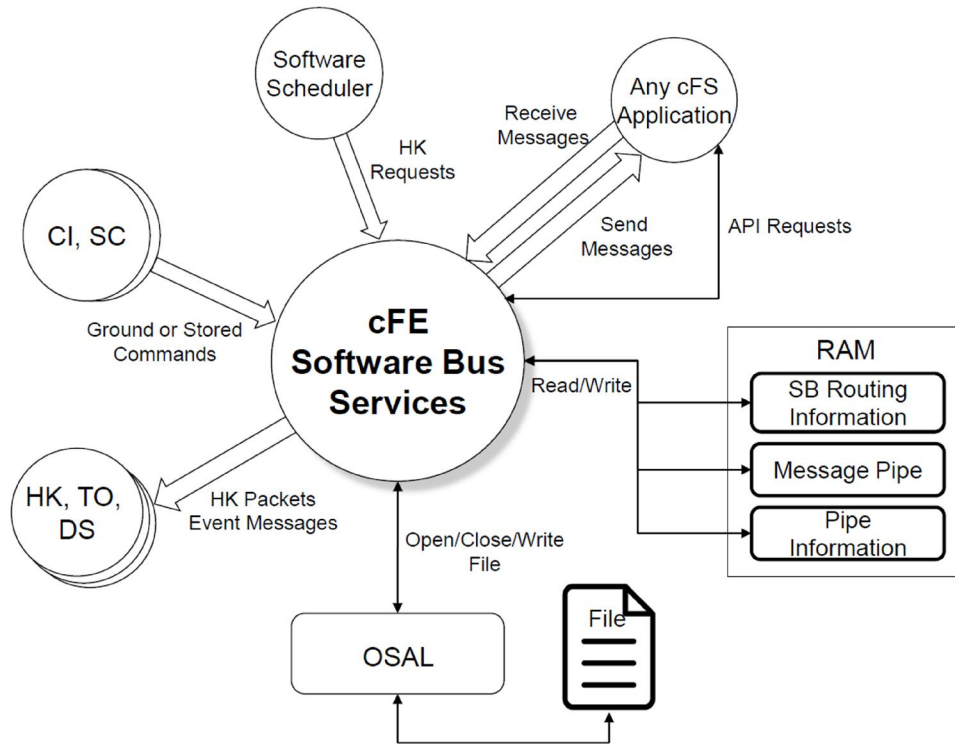 Software
Scheduler
Any cFS
Application
Receive
Messages
HK
Requests
CI, SC
Send
Messages
API Requests
Ground or Stored
Commands
cFE
Software Bus
Services
RAM
SB Routing
Information
Read/Write
Message Pipe
HK, TO,
DS
HK Packets
Event Messages
Pipe
Information
Open/Close/Write
File
File
OSAL